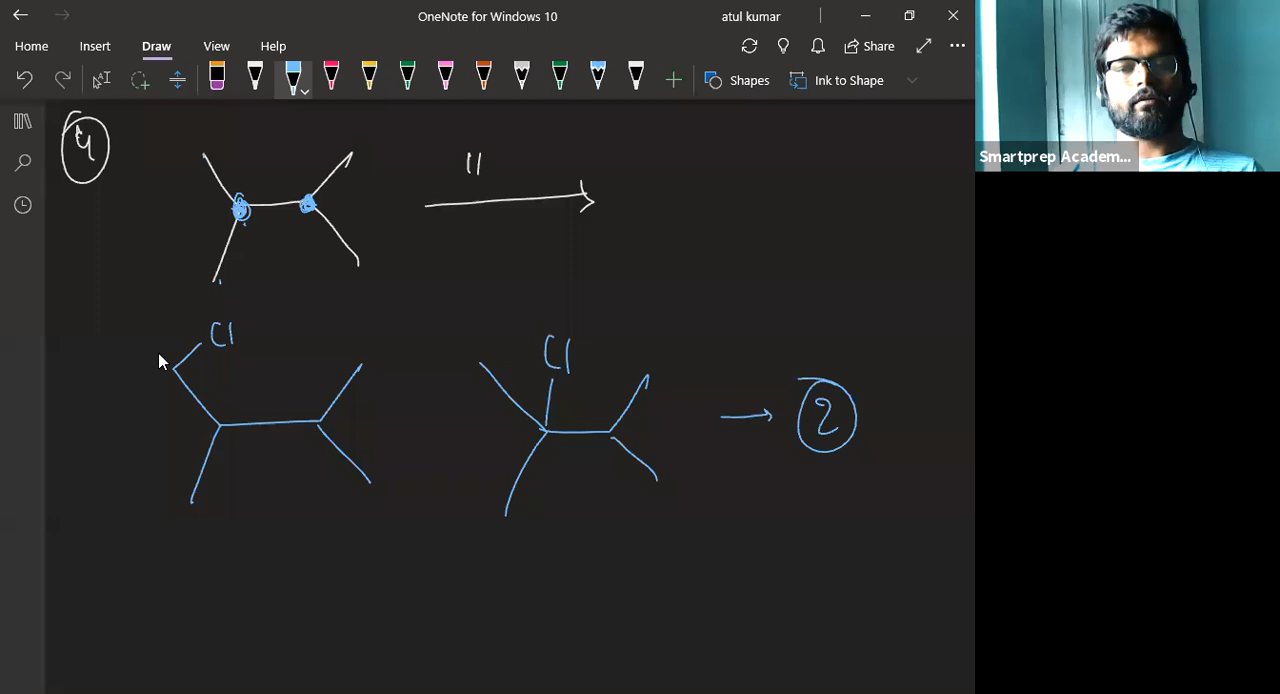 OneNote for Windows 10
atul kumar
Home Insert Draw View Help
Share
Shapes
Ink to Shape
Smartprep Academ...
4
"
Cl
Cl
2